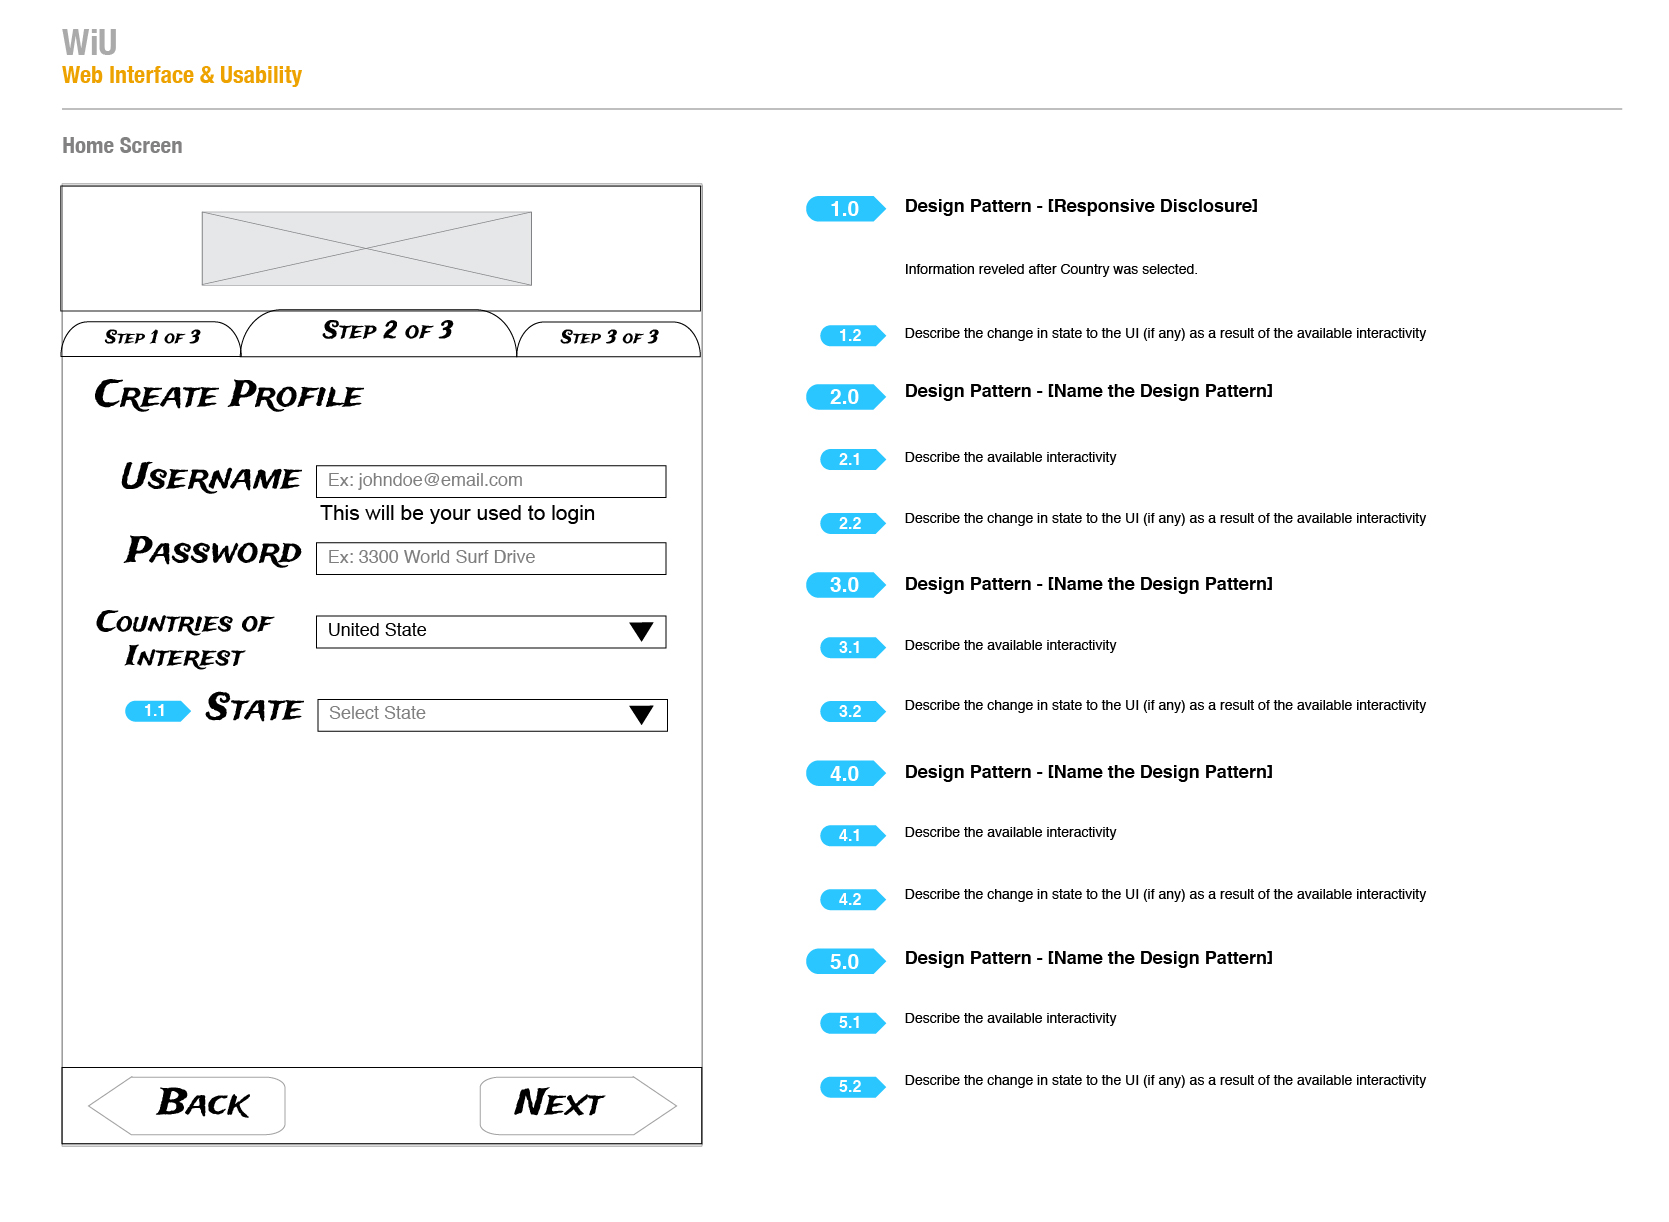 WiU
Web Interface & Usability
Home Screen
STEP 1 OF 3
STEP 2 OF 3
STEP 3 OF 3
CREATE PROFILE
USERNAME
Ex: johndoe@email.com
This will be your used to login
PASSWORD
Ex: 3300 World Surf Drive
COUNTRIES OF
INTEREST
United State
1.1 STATE
Select State
BACK
NEXT
1.0 Design Pattern - [Responsive Disclosure]
Information reveled after Country was selected.
1.2 Describe the change in state to the UI (if any) as a result of the available interactivity
2.0 Design Pattern - [Name the Design Pattern]
2.1 Describe the available interactivity
2.2 Describe the change in state to the UI (if any) as a result of the available interactivity
3.0 Design Pattern - [Name the Design Pattern]
3.1 Describe the available interactivity
3.2 Describe the change in state to the UI (if any) as a result of the available interactivity
4.0 Design Pattern - [Name the Design Pattern]
4.1 Describe the available interactivity
4.2 Describe the change in state to the UI (if any) as a result of the available interactivity
5.0 Design Pattern - [Name the Design Pattern]
5.1 Describe the available interactivity
5.2 Describe the change in state to the UI (if any) as a result of the available interactivity